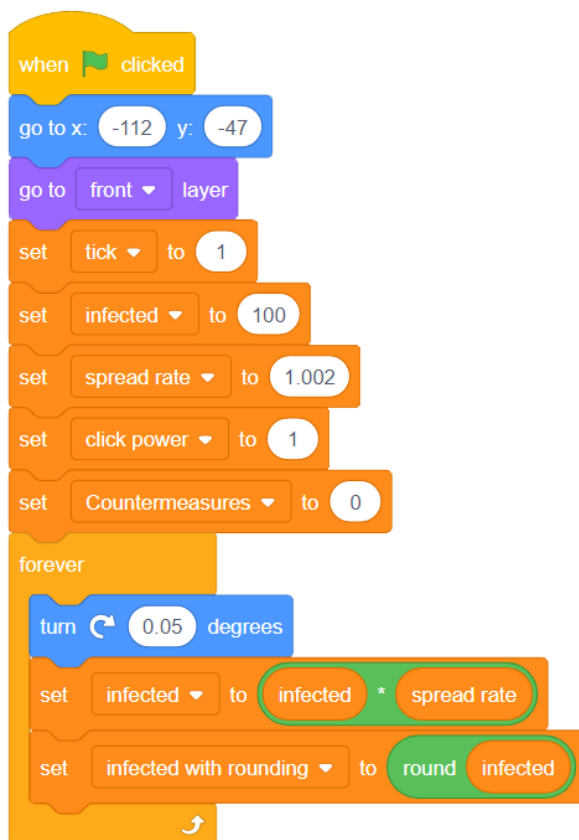 when clicked
go to x: -112 y: -47
go to front layer
set tick to 1
set infected to 100
set spread rate to 1.002
set click power to 1
set Countermeasures to 0
forever
turn 0.05 degrees
set infected to infected * spread rate
set infected with rounding to round infected